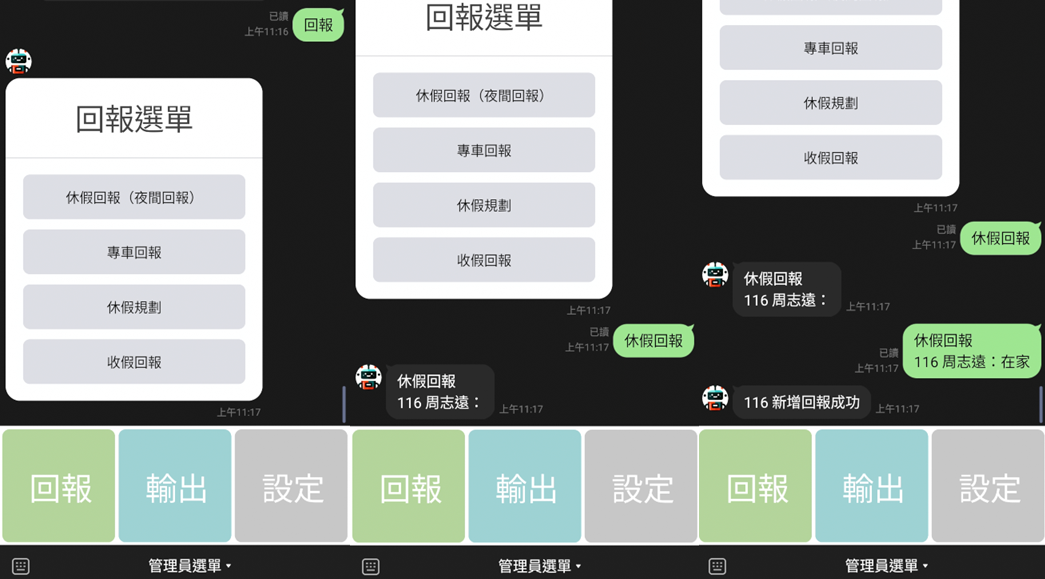 已讀
上午11:16
回報
回報選單
休假回報（夜間回報）
專車回報
休假規劃
收假回報
上午11:17
回報
輸出
設定
管理員選單
回報選單
休假回報（夜間回報）
專車回報
休假規劃
收假回報
上午11:17
已讀
上午11:17
休假回報
休假回報
116 周志遠：
上午11:17
回報
輸出
設定
管理員選單
專車回報
休假規劃
收假回報
上午11:17
已讀
上午11:17
休假回報
休假回報
116 周志遠：
上午11:17
已讀
上午11:17
休假回報
116 周志遠：在家
116 新增回報成功
上午11:17
回報
輸出
設定
管理員選單